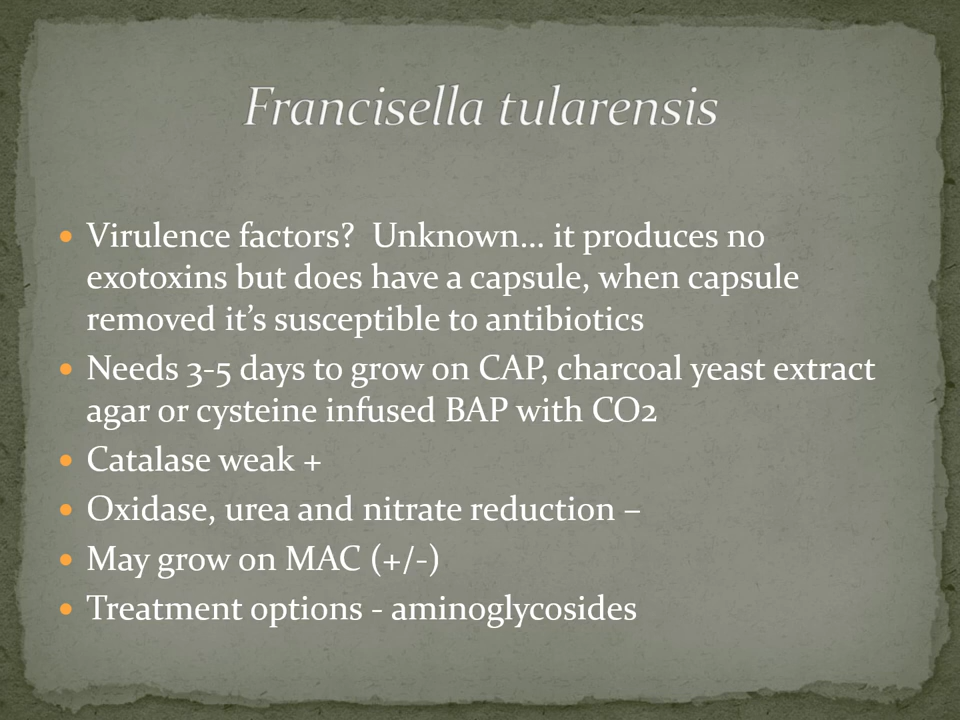 Francisella tularensis
• Virulence factors?  Unknown… it produces no
exotoxins but does have a capsule, when capsule
removed it's susceptible to antibiotics
• Needs 3-5 days to grow on CAP, charcoal yeast extract
agar or cysteine infused BAP with CO2
• Catalase weak +
• Oxidase, urea and nitrate reduction –
• May grow on MAC (+/-)
• Treatment options - aminoglycosides